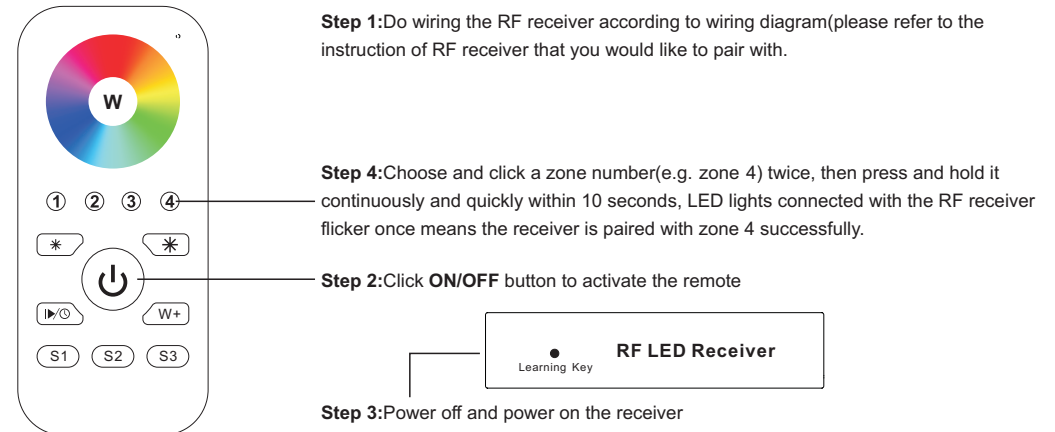 Step 1:Do wiring the RF receiver according to wiring diagram(please refer to the
instruction of RF receiver that you would like to pair with.
W
Step 4:Choose and click a zone number(e.g. zone 4) twice, then press and hold it
continuously and quickly within 10 seconds, LED lights connected with the RF receiver
flicker once means the receiver is paired with zone 4 successfully.
1 2 3 4
Step 2:Click ON/OFF button to activate the remote
W+
S1 S2 S3
RF LED Receiver
Learning Key
Step 3:Power off and power on the receiver